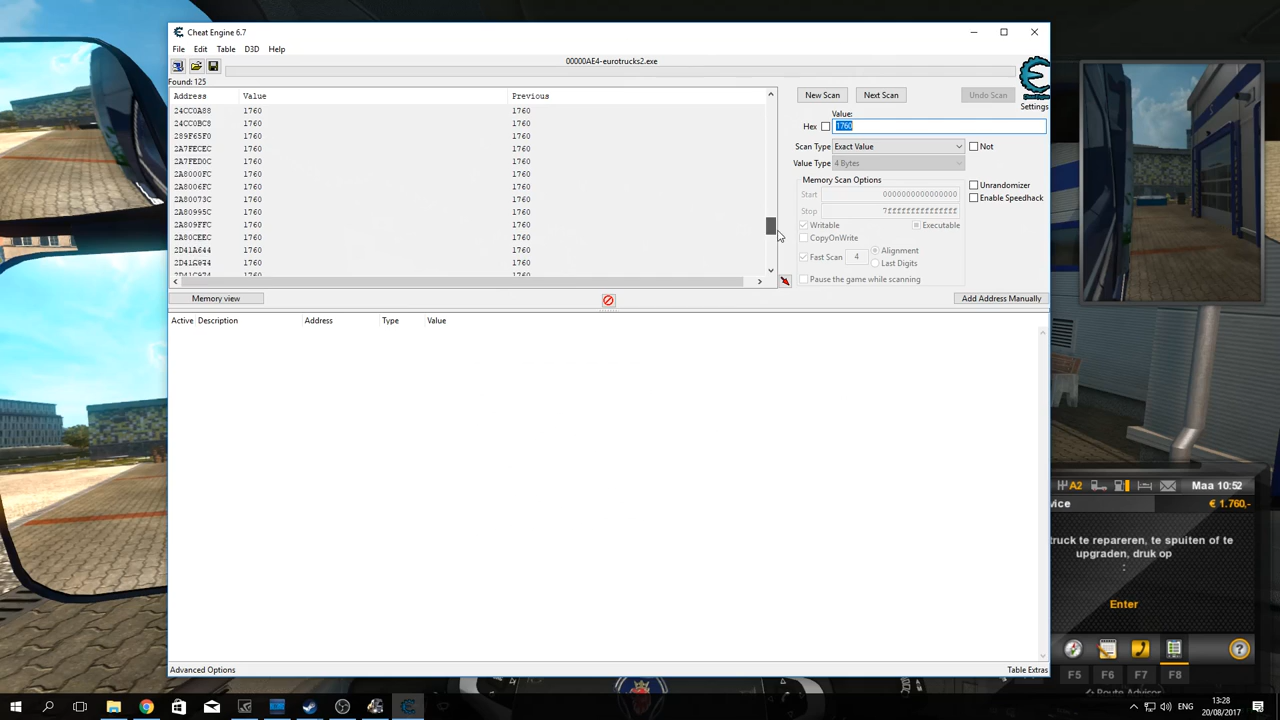 Cheat Engine 6.7
File Edit Table D3D Help
00000AE4-eurotrucks2.exe
Found: 125
Address Value Previous
24CC0A88 1760 1760
24CC0BC8 1760 1760
289F65F0 1760 1760
2A7FECEC 1760 1760
2A7FED0C 1760 1760
2A8000FC 1760 1760
2A8006FC 1760 1760
2A80073C 1760 1760
2A80995C 1760 1760
2A809FFC 1760 1760
2A80CEEC 1760 1760
2D41A644 1760 1760
1760 1760
1760 1760
New Scan Next Scan Undo Scan
Settings
Value:
Hex 1760
Scan Type Exact Value Not
Value Type 4 Bytes
Memory Scan Options
Start 0000000000000000
Stop 7fffffffffffffff
Writable Executable
CopyOnWrite
Fast Scan 4 Alignment
Last Digits
Pause the game while scanning
Unrandomizer
Enable Speedhack
Memory view
Add Address Manually
Active Description Address Type Value
Advanced Options
Table Extras
A2 Maa 10:52
vice € 1.760,-
truck te repareren, te spuiten of te
upgraden, druk op
:
Enter
?
F5 F6 F7 F8
Route Advisor
ENG
13:28
20/08/2017